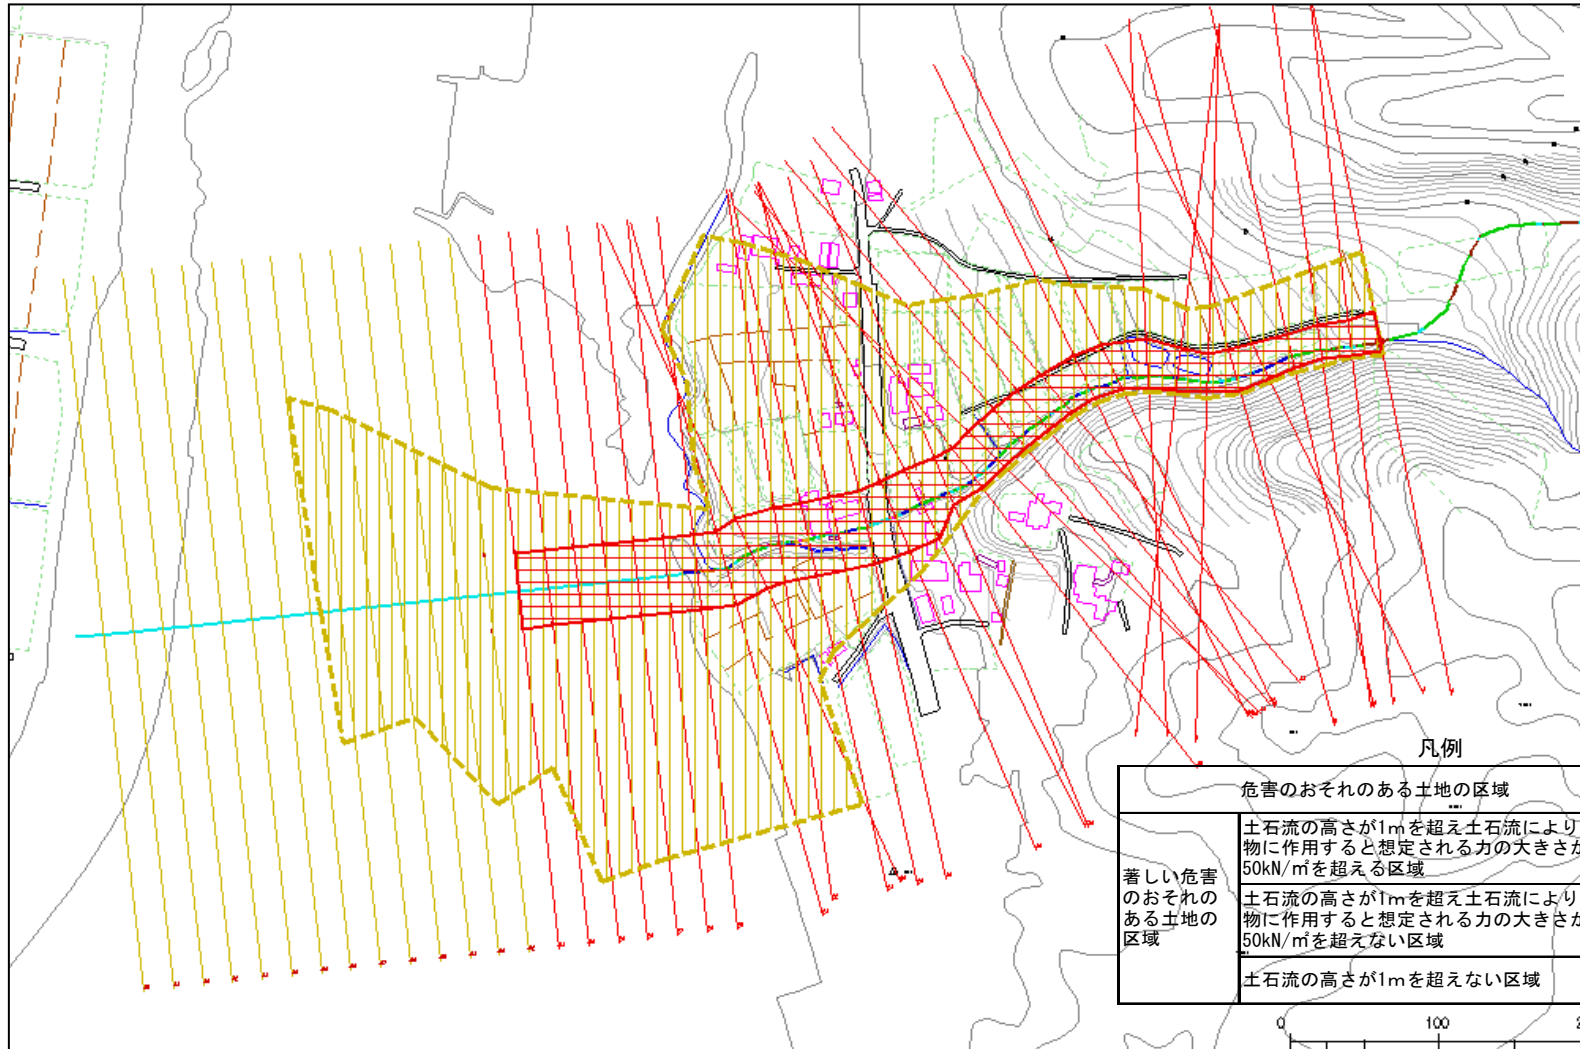 凡例
危害のおそれのある土地の区域
著しい危害
のおそれの
ある土地の
区域
土石流の高さが1mを超え土石流により
物に作用すると想定される力の大きさが
50kN/㎡を超える区域
土石流の高さが1mを超え土石流により
物に作用すると想定される力の大きさが
50kN/㎡を超えない区域
土石流の高さが1mを超えない区域
0 100 2